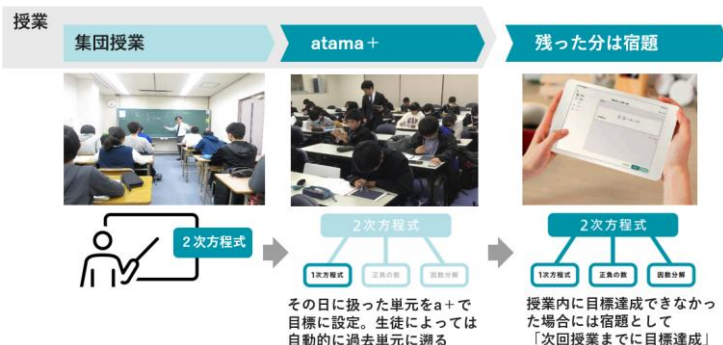 授業
集団授業
atama＋
残った分は宿題
2次方程式
2次方程式
1次方程式
正負の数
因数分解
その日に扱った単元をa＋で
目標に設定。生徒によっては
自動的に過去単元に遡る
2次方程式
1次方程式
正負の数
因数分解
授業内に目標達成できなかっ
た場合には宿題として
「次回授業までに目標達成」